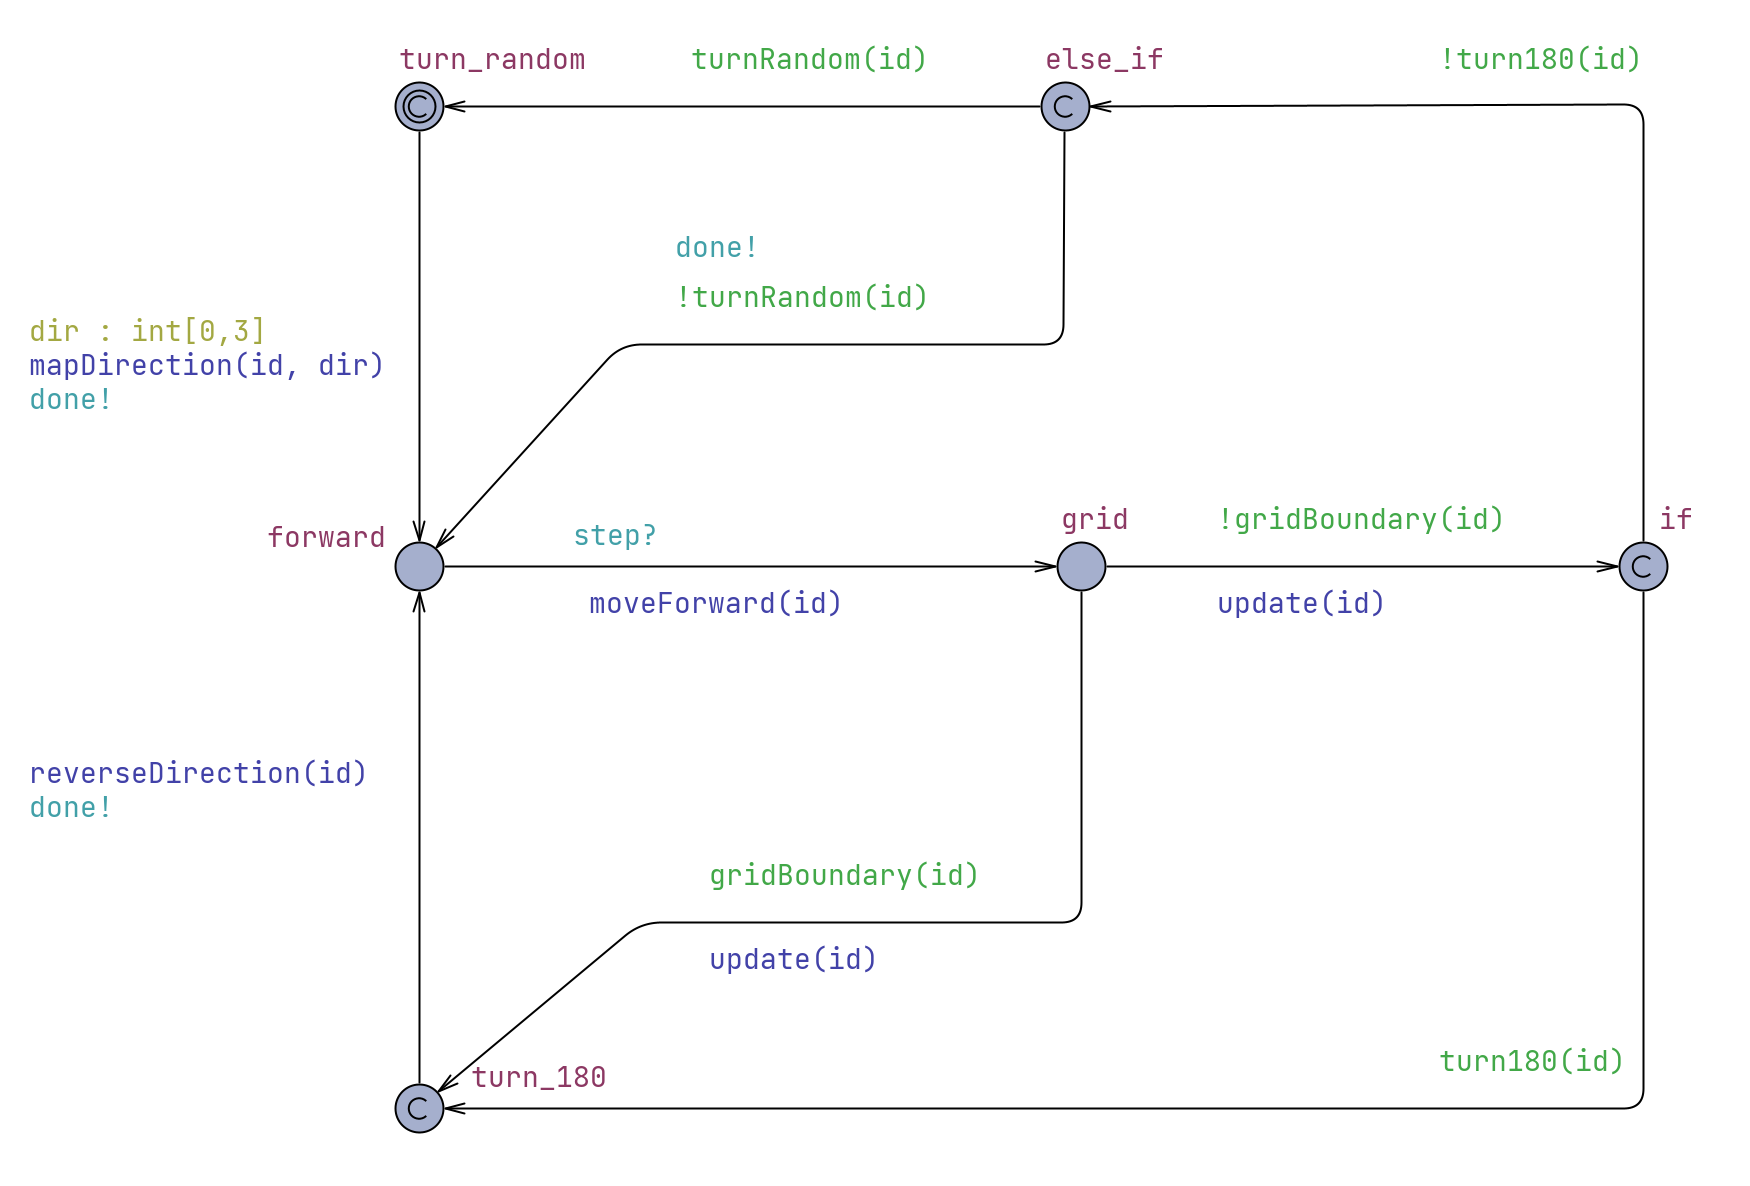 turn_random
turnRandom(id)
else_if
!turn180(id)
C
C
done!
!turnRandom(id)
dir : int[0,3]
mapDirection(id, dir)
done!
forward
step?
grid
!gridBoundary(id)
if
C
moveForward(id)
update(id)
reverseDirection(id)
done!
gridBoundary(id)
update(id)
turn_180
turn180(id)
C